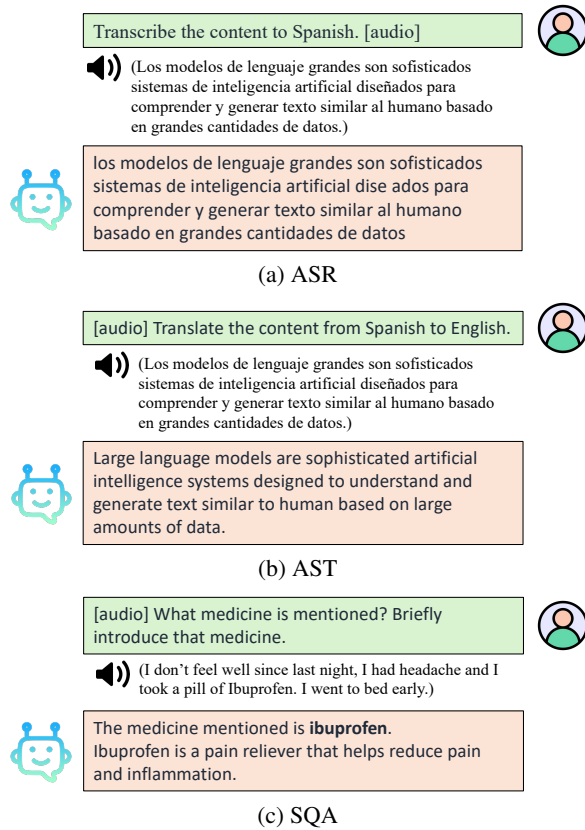 Transcribe the content to Spanish. [audio]
(Los modelos de lenguaje grandes son sofisticados
sistemas de inteligencia artificial diseñados para
comprender y generar texto similar al humano basado
en grandes cantidades de datos.)
los modelos de lenguaje grandes son sofisticados
sistemas de inteligencia artificial dise ados para
comprender y generar texto similar al humano
basado en grandes cantidades de datos
(a) ASR
[audio] Translate the content from Spanish to English.
(Los modelos de lenguaje grandes son sofisticados
sistemas de inteligencia artificial diseñados para
comprender y generar texto similar al humano basado
en grandes cantidades de datos.)
Large language models are sophisticated artificial
intelligence systems designed to understand and
generate text similar to human based on large
amounts of data.
(b) AST
[audio] What medicine is mentioned? Briefly
introduce that medicine.
(I don't feel well since last night, I had headache and I
took a pill of Ibuprofen. I went to bed early.)
The medicine mentioned is ibuprofen.
Ibuprofen is a pain reliever that helps reduce pain
and inflammation.
(c) SQA